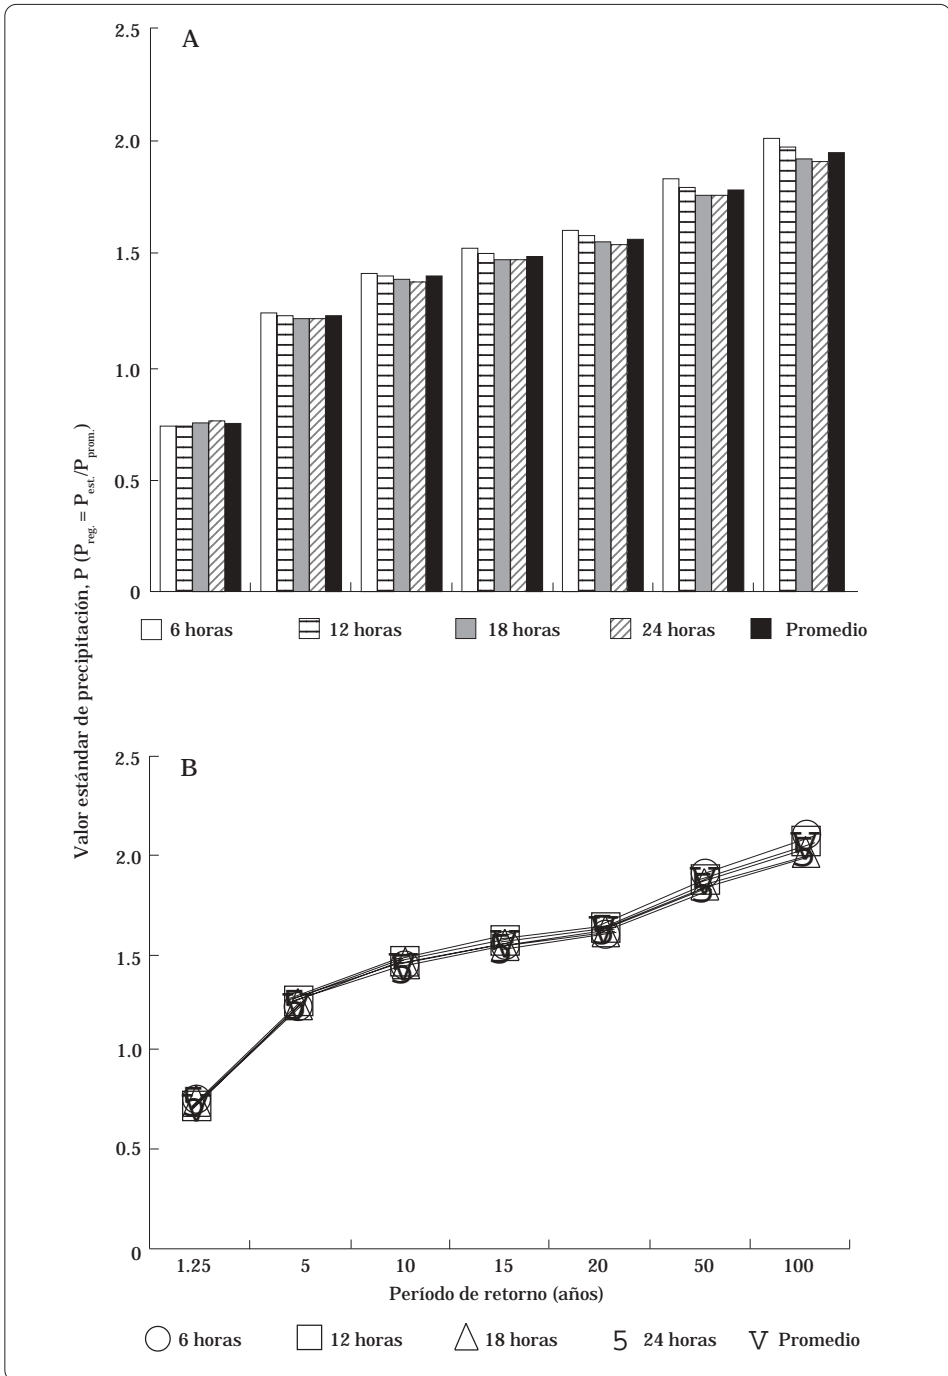 Valor estándar de precipitación, P (P reg. = P est./P prom.)
A
2.5
2.0
1.5
1.0
0.5
0
6 horas 12 horas 18 horas 24 horas Promedio
B
2.5
2.0
1.5
1.0
0.5
0
1.25 5 10 15 20 50 100
Período de retorno (años)
6 horas 12 horas 18 horas 5 24 horas V Promedio